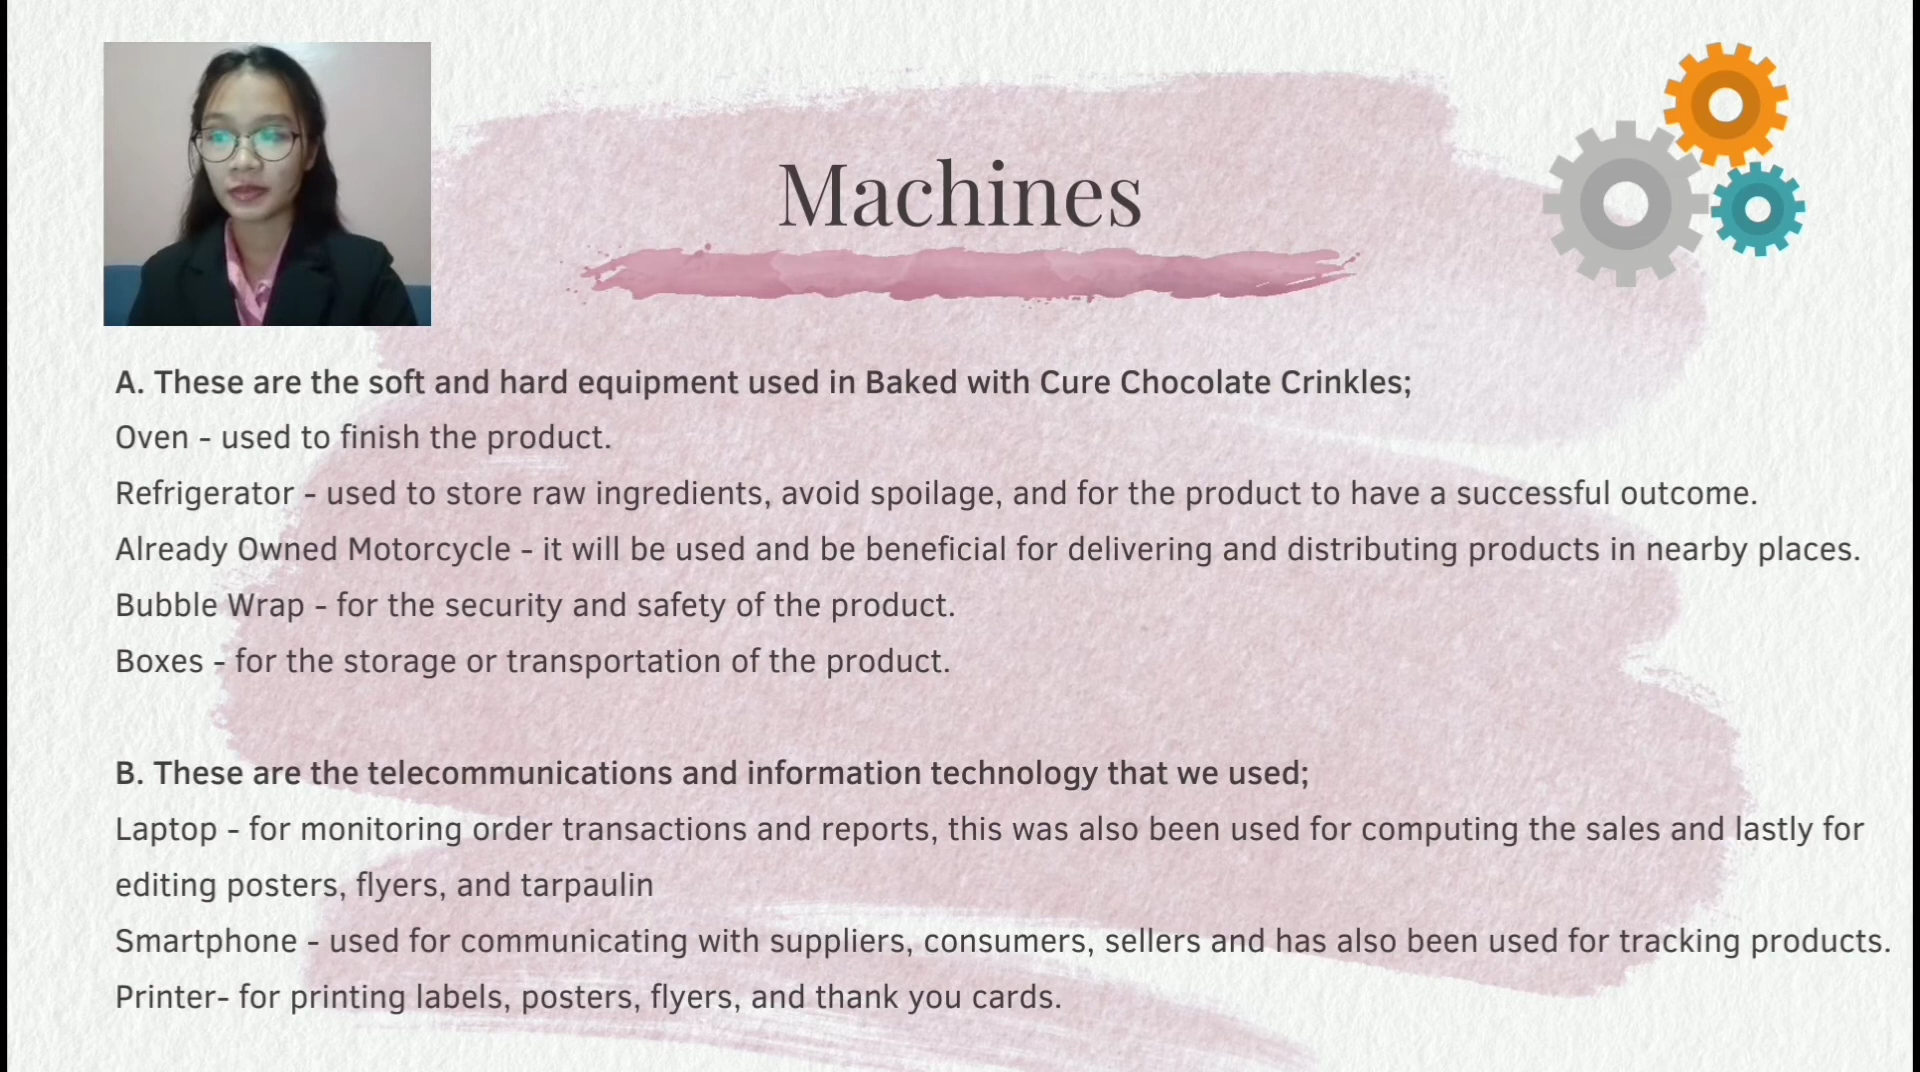 Machines
A. These are the soft and hard equipment used in Baked with Cure Chocolate Crinkles;
Oven - used to finish the product.
Refrigerator - used to store raw ingredients, avoid spoilage, and for the product to have a successful outcome.
Already Owned Motorcycle - it will be used and be beneficial for delivering and distributing products in nearby places.
Bubble Wrap - for the security and safety of the product.
Boxes - for the storage or transportation of the product.
B. These are the telecommunications and information technology that we used;
Laptop - for monitoring order transactions and reports, this was also been used for computing the sales and lastly for
editing posters, flyers, and tarpaulin
Smartphone - used for communicating with suppliers, consumers, sellers and has also been used for tracking products.
Printer- for printing labels, posters, flyers, and thank you cards.